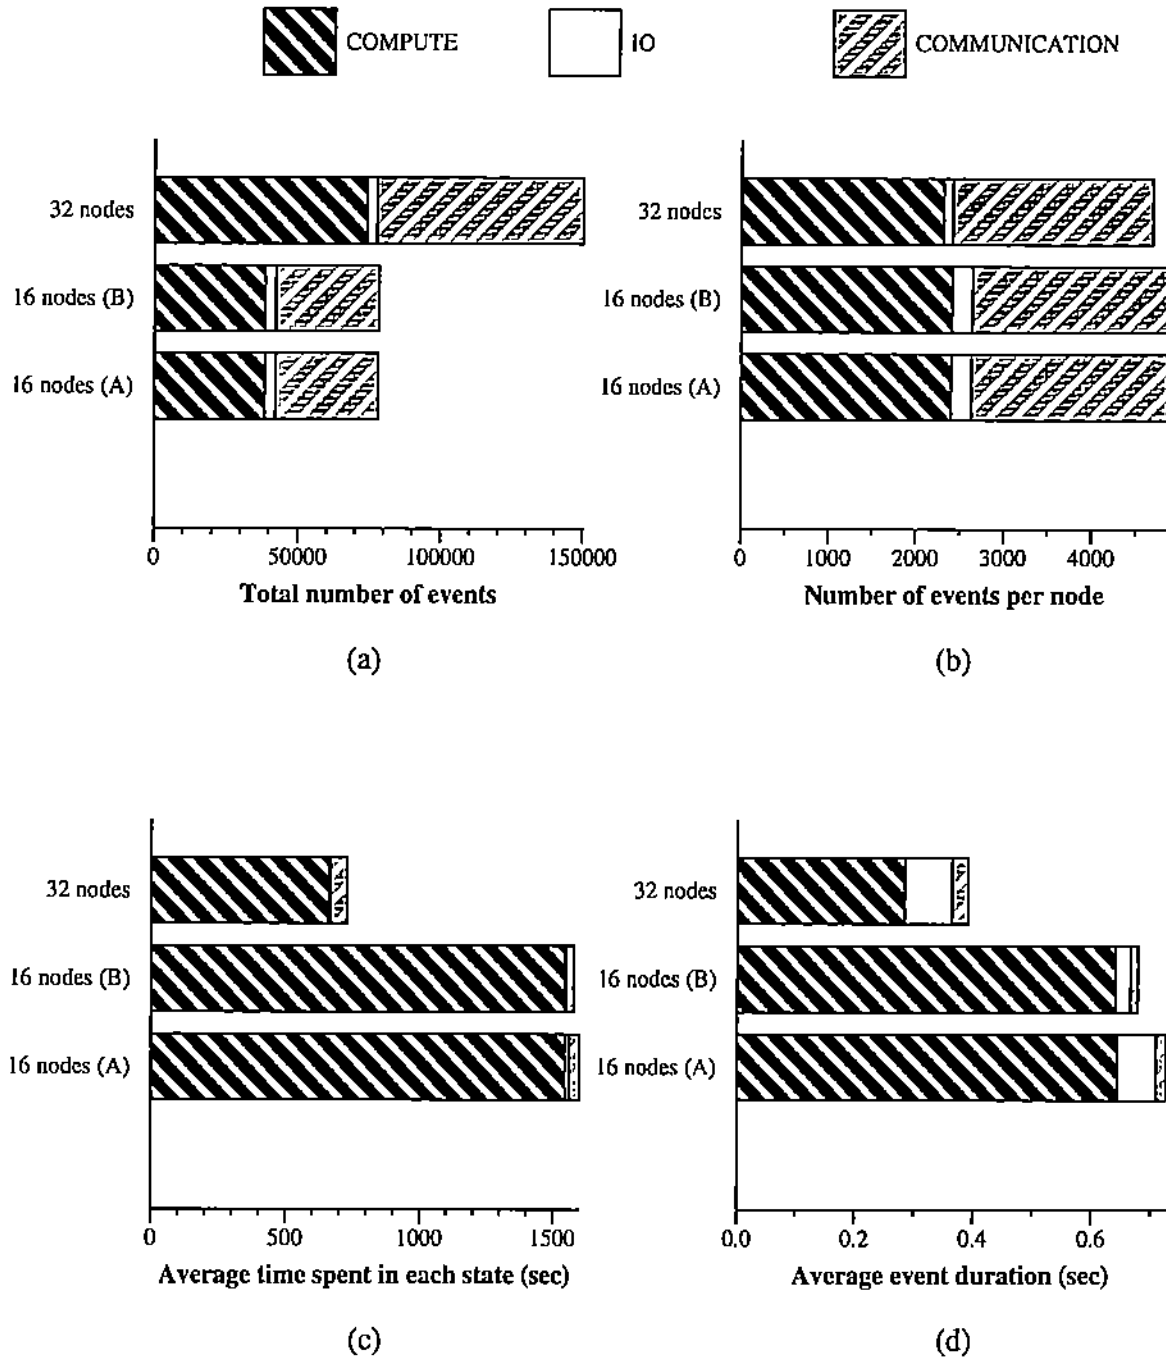 COMPUTE IO COMMUNICATION
32 nodes
16 nodes (B)
16 nodes (A)
0 50000 100000 150000
Total number of events
(a)
32 nodes
16 nodes (B)
16 nodes (A)
0 1000 2000 3000 4000
Number of events per node
(b)
32 nodes
16 nodes (B)
16 nodes (A)
0 500 1000 1500
Average time spent in each state (sec)
(c)
32 nodes
16 nodes (B)
16 nodes (A)
0.0 0.2 0.4 0.6
Average event duration (sec)
(d)